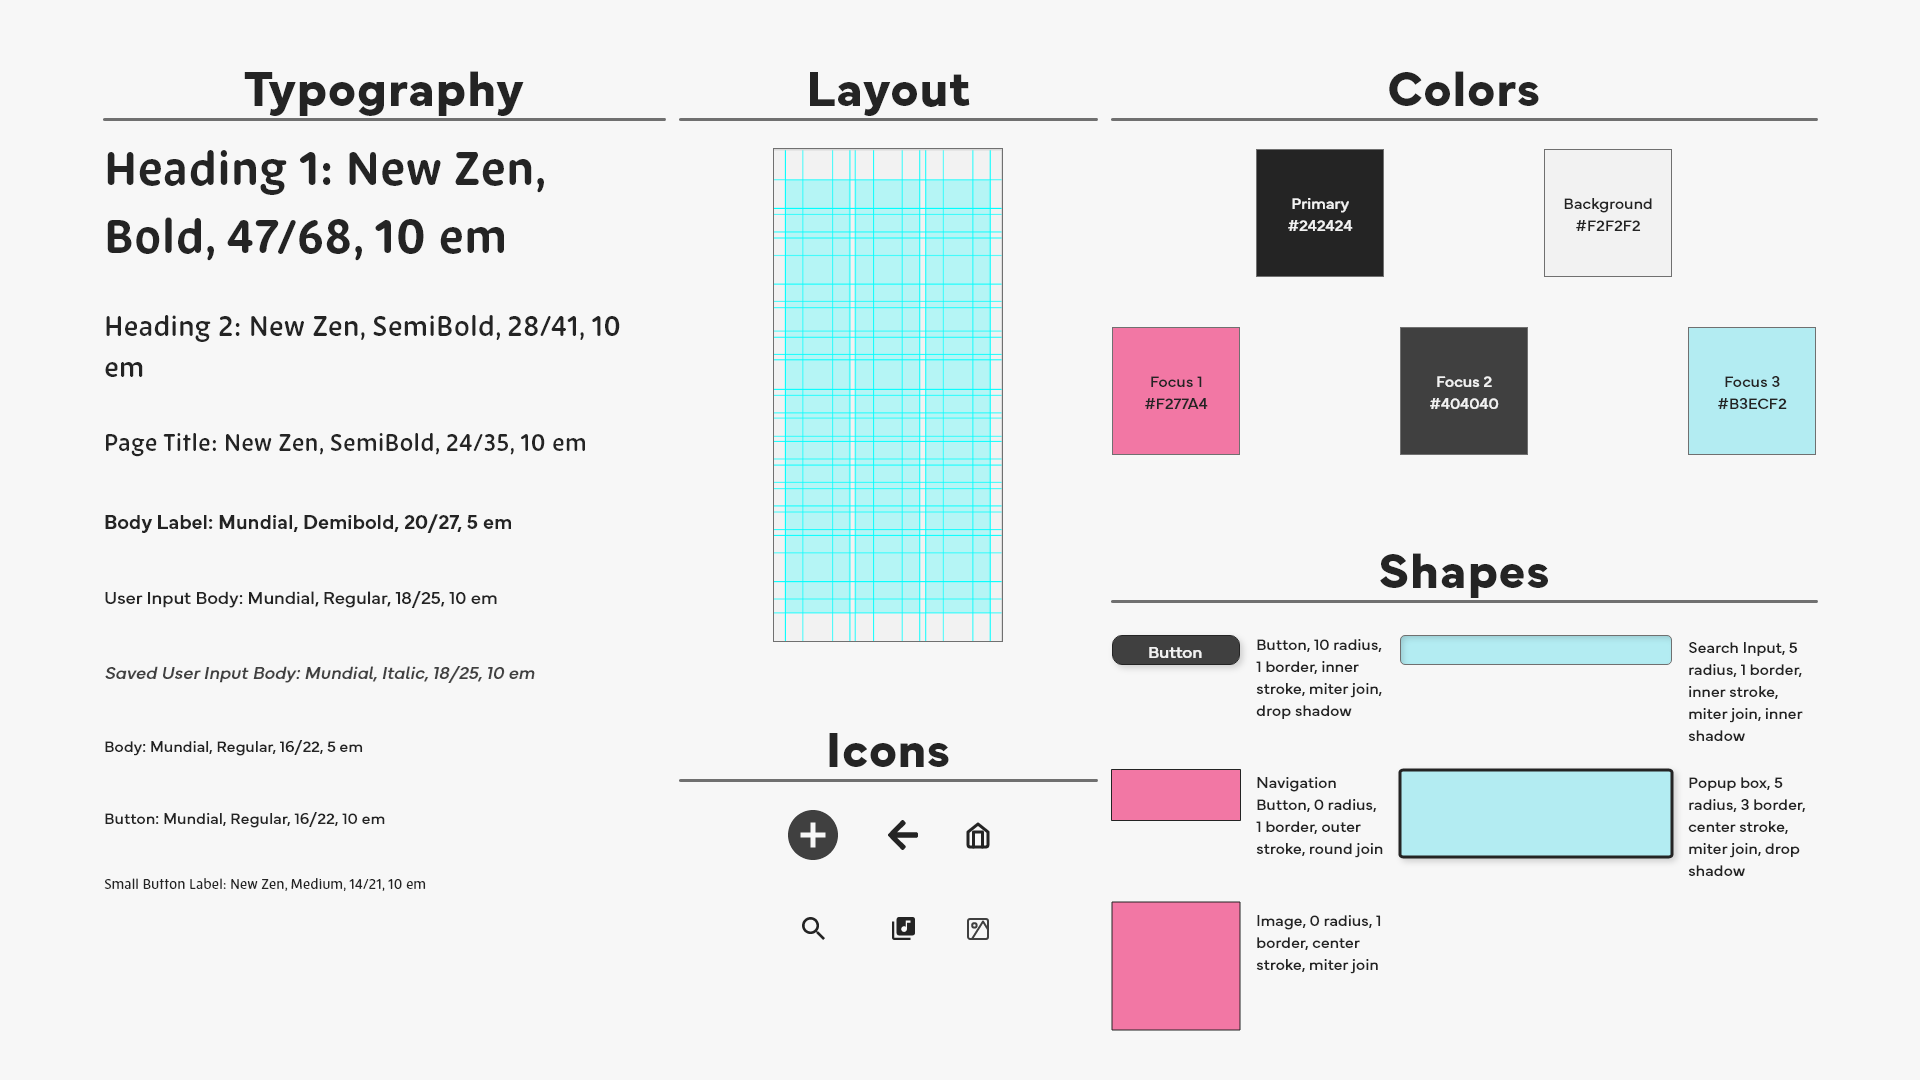 Typography
Heading 1: New Zen,
Bold, 47/68, 10 em
Heading 2: New Zen, SemiBold, 28/41, 10
em
Page Title: New Zen, SemiBold, 24/35, 10 em
Body Label: Mundial, Demibold, 20/27, 5 em
User Input Body: Mundial, Regular, 18/25, 10 em
Saved User Input Body: Mundial, Italic, 18/25, 10 em
Body: Mundial, Regular, 16/22, 5 em
Button: Mundial, Regular, 16/22, 10 em
Small Button Label: New Zen, Medium, 14/21, 10 em
Layout
Icons
Colors
Primary
#242424
Background
#F2F2F2
Focus 1
#F277A4
Focus 2
#404040
Focus 3
#B3ECF2
Shapes
Button
Button, 10 radius,
1 border, inner
stroke, miter join,
drop shadow
Search Input, 5
radius, 1 border,
inner stroke,
miter join, inner
shadow
Navigation
Button, 0 radius,
1 border, outer
stroke, round join
Popup box, 5
radius, 3 border,
center stroke,
miter join, drop
shadow
Image, 0 radius, 1
border, center
stroke, miter join